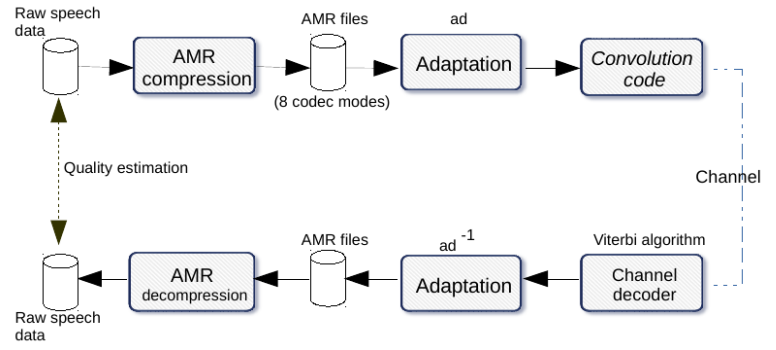 Raw speech
data
AMR
compression
AMR files
(8 codec modes)
ad
Adaptation
Convolution
code
Channel
Quality estimation
Viterbi algorithm
Channel
decoder
ad -1
Adaptation
AMR files
AMR
decompression
Raw speech
data